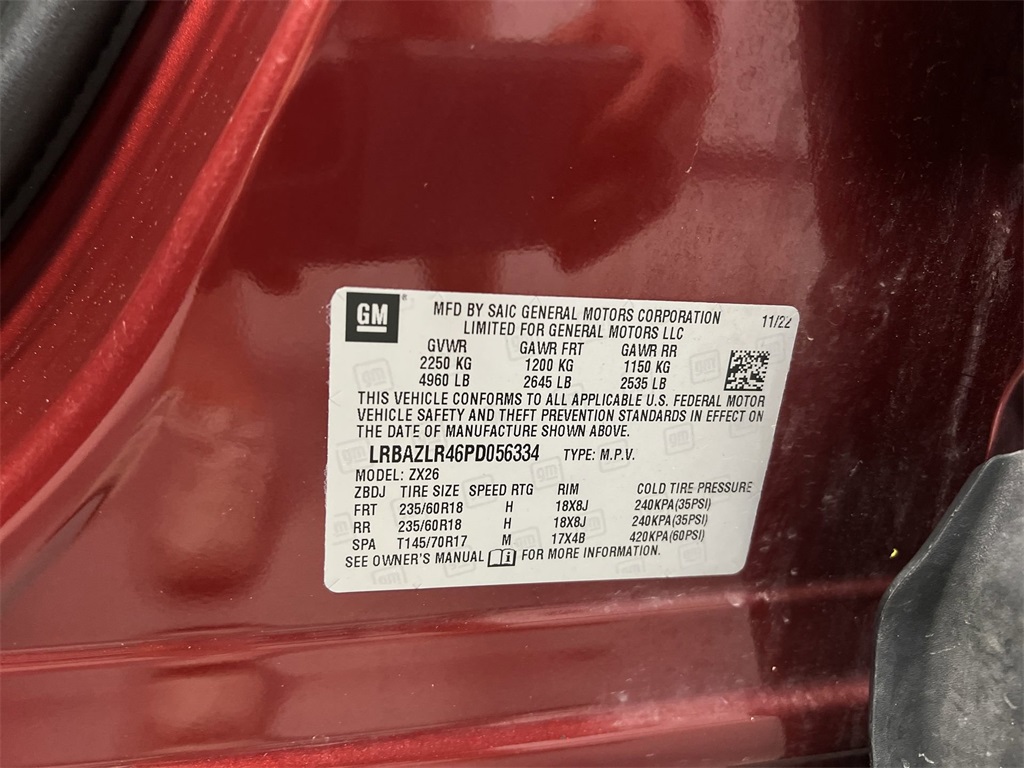 GM
MFD BY SAIC GENERAL MOTORS CORPORATION 11/22
LIMITED FOR GENERAL MOTORS LLC
GVWR GAWR FRT GAWR RR
2250 KG 1200 KG 1150 KG
4960 LB 2645 LB 2535 LB
THIS VEHICLE CONFORMS TO ALL APPLICABLE U.S. FEDERAL MOTOR
VEHICLE SAFETY AND THEFT PREVENTION STANDARDS IN EFFECT ON
THE DATE OF MANUFACTURE SHOWN ABOVE.
LRBAZLR46PD056334 TYPE: M.P.V.
MODEL: ZX26
ZBDJ TIRE SIZE SPEED RTG RIM COLD TIRE PRESSURE
FRT 235/60R18 H 18X8J 240KPA(35PSI)
RR 235/60R18 H 18X8J 240KPA(35PSI)
SPA T145/70R17 M 17X4B 420KPA(60PSI)
SEE OWNER'S MANUAL FOR MORE INFORMATION.